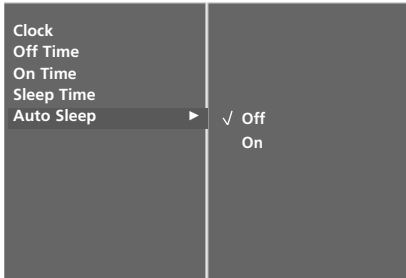 Clock
Off Time
On Time
Sleep Time
Auto Sleep ►
√ Off
On